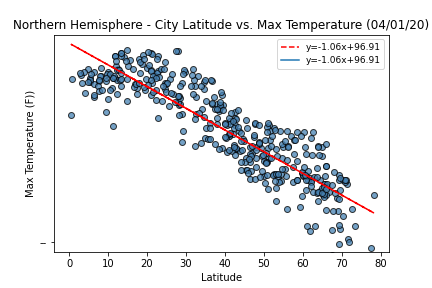 Northern Hemisphere - City Latitude vs. Max Temperature (04/01/20)
y=-1.06x+96.91
y=-1.06x+96.91
Max Temperature (F))
0 10 20 30 40 50 60 70 80
Latitude